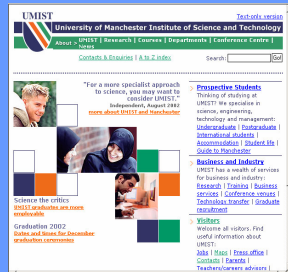 UMIST
Text-only version
University of Manchester Institute of Science and Technology
About > UMIST | Research | Courses | Departments | Conference Centre |
News
Contacts & Enquiries | A to Z index
Search:
Go!
"For a more specialist approach
to science, you may want to
consider UMIST."
Independent, August 2002
more about UMIST and Manchester
Science the critics
UMIST graduates are more
employable
Graduation 2002
Dates and times for December
graduation ceremonies
Prospective Students
Thinking of studying at
UMIST? We specialise in
science, engineering,
technology and management:
Undergraduate | Postgraduate |
International students |
Accommodation | Student life |
Guide to Manchester
Business and Industry
UMIST has a wealth of services
for business and industry:
Research | Training | Business
services | Conference venues |
Technology transfer | Graduate
recruitment
Visitors
Welcome all visitors. Find
useful information about
UMIST:
Jobs | Maps | Press office |
Contacts | Parents |
Teachers/careers advisors |